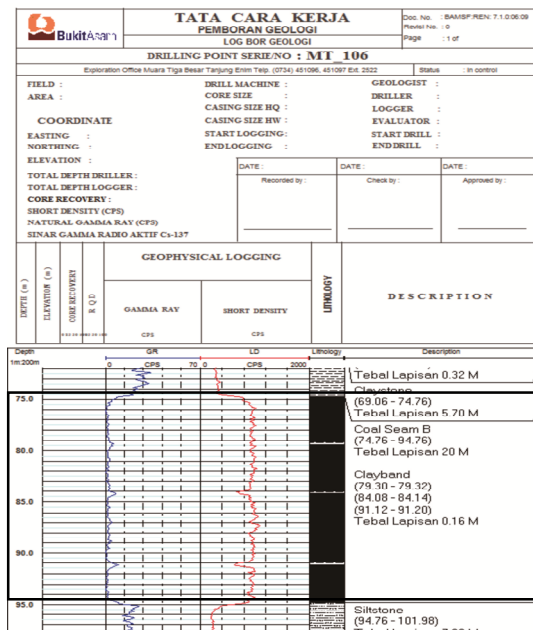 BukitAsam
TATA CARA KERJA
PEMBORAN GEOLOGI
LOG BOR GEOLOGI
Doc. No. : BAMSP:REN: 7.1.0:06:09
Revisi No. : 0
Page : 1 of
DRILLING POINT SERIE/NO : MT_106
Exploration Office Muara Tiga Besar Tanjung Enim Telp. (0734) 451096, 451097 Ext. 2522
Status : In control
FIELD : DRILL MACHINE : GEOLOGIST :
AREA : CORE SIZE : DRILLER :
CASING SIZE HQ : LOGGER :
COORDINATE CASING SIZE HW : EVALUATOR :
EASTING : START LOGGING : START DRILL :
NORTHING : END LOGGING : END DRILL :
ELEVATION :
TOTAL DEPTH DRILLER :
TOTAL DEPTH LOGGER :
CORE RECOVERY :
SHORT DENSITY (CPS)
NATURAL GAMMA RAY (CPS)
SINAR GAMMA RADIO AKTIF Cs-137
DATE : DATE : DATE :
Recorded by : Check by : Approved by :
DEPTH (m)
ELEVATION (m)
CORE RECOVERY
R Q D
GEOPHYSICAL LOGGING
GAMMA RAY
CPS
SHORT DENSITY
CPS
LITHOLOGY
DESCRIPTION
Depth GR LD Lithology Description
1m:200m 0 CPS 70 0 CPS 2000
Tebal Lapisan 0.32 M
Claystone
75.0 (69.06 - 74.76)
Tebal Lapisan 5.70 M
Coal Seam B
(74.76 - 94.76)
80.0 Tebal Lapisan 20 M
Clayband
(79.30 - 79.32)
85.0 (84.08 - 84.14)
(91.12 - 91.20)
Tebal Lapisan 0.16 M
90.0
95.0 Siltstone
(94.76 - 101.98)